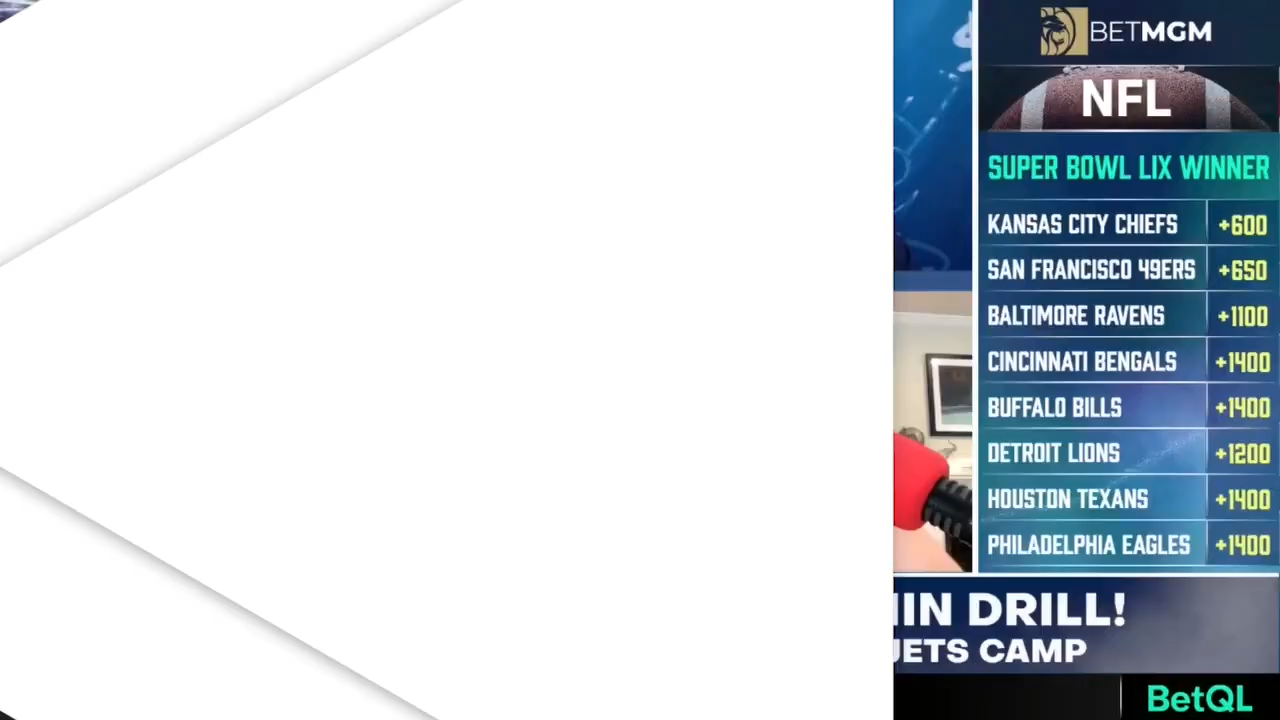 BETMGM
NFL
SUPER BOWL LIX WINNER
KANSAS CITY CHIEFS +600
SAN FRANCISCO 49ERS +650
BALTIMORE RAVENS +1100
CINCINNATI BENGALS +1400
BUFFALO BILLS +1400
DETROIT LIONS +1200
HOUSTON TEXANS +1400
PHILADELPHIA EAGLES +1400
IN DRILL!
JETS CAMP
BetQL